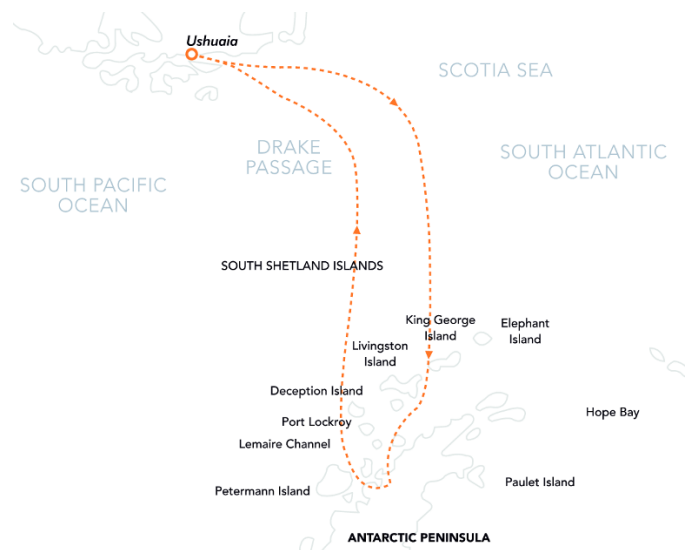 Ushuaia
SCOTIA SEA
DRAKE
PASSAGE
SOUTH ATLANTIC
OCEAN
SOUTH PACIFIC
OCEAN
SOUTH SHETLAND ISLANDS
King George
Island
Elephant
Island
Livingston
Island
Deception Island
Hope Bay
Port Lockroy
Lemaire Channel
Paulet Island
Petermann Island
ANTARCTIC PENINSULA